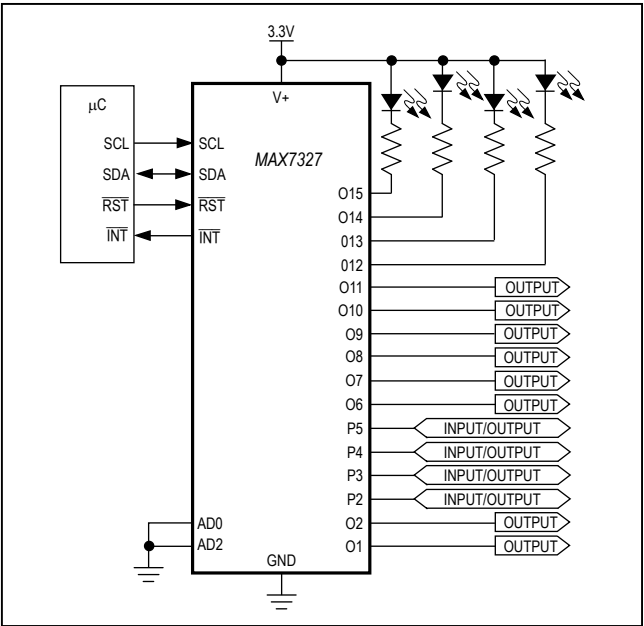 3.3V
μC
V+
SCL
SCL
MAX7327
SDA
SDA
RST
RST
INT
INT
O15
O14
013
012
O11
OUTPUT
O10
OUTPUT
O9
OUTPUT
O8
OUTPUT
O7
OUTPUT
O6
OUTPUT
P5
INPUT/OUTPUT
P4
INPUT/OUTPUT
P3
INPUT/OUTPUT
P2
INPUT/OUTPUT
AD0
O2
OUTPUT
AD2
O1
OUTPUT
GND